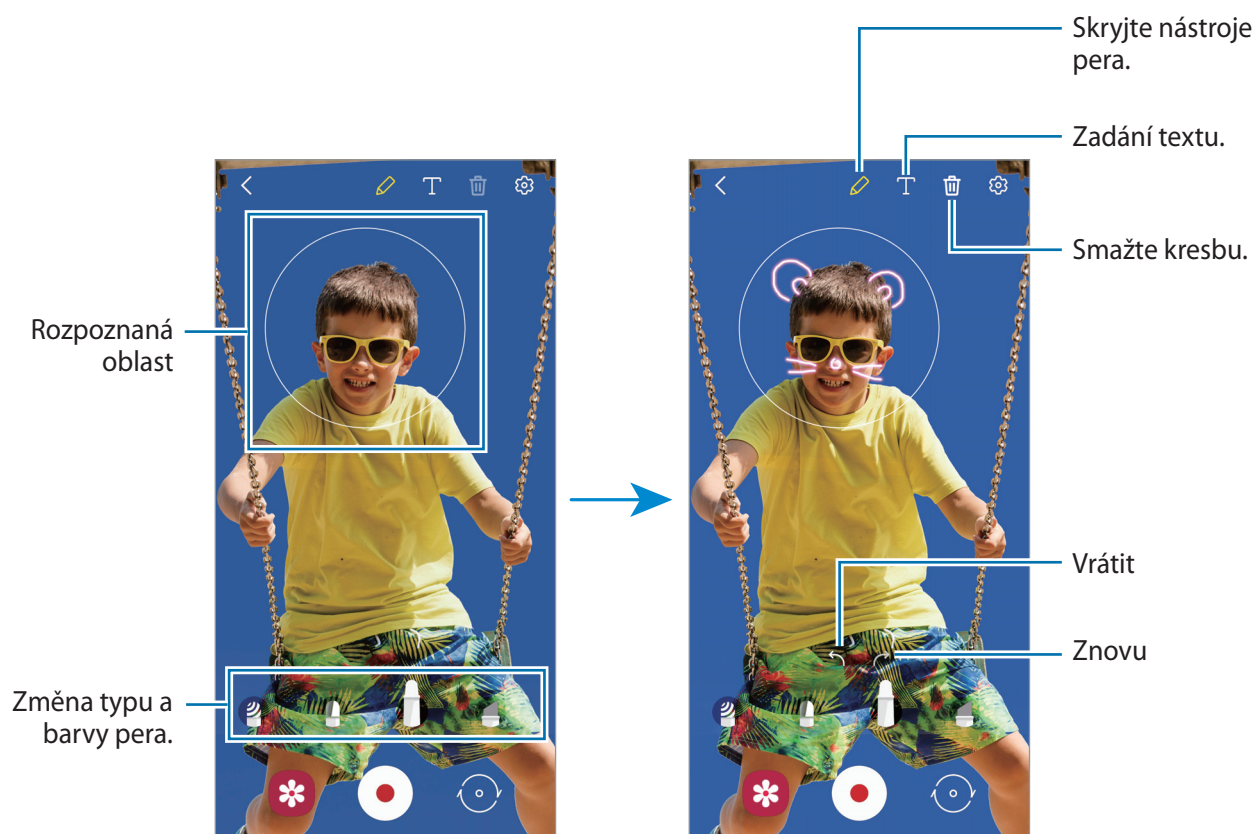 Skryjte nástroje
pera.
Zadání textu.
Smažte kresbu.
Rozpoznaná
oblast
Vrátit
Znovu
Změna typu a
barvy pera.